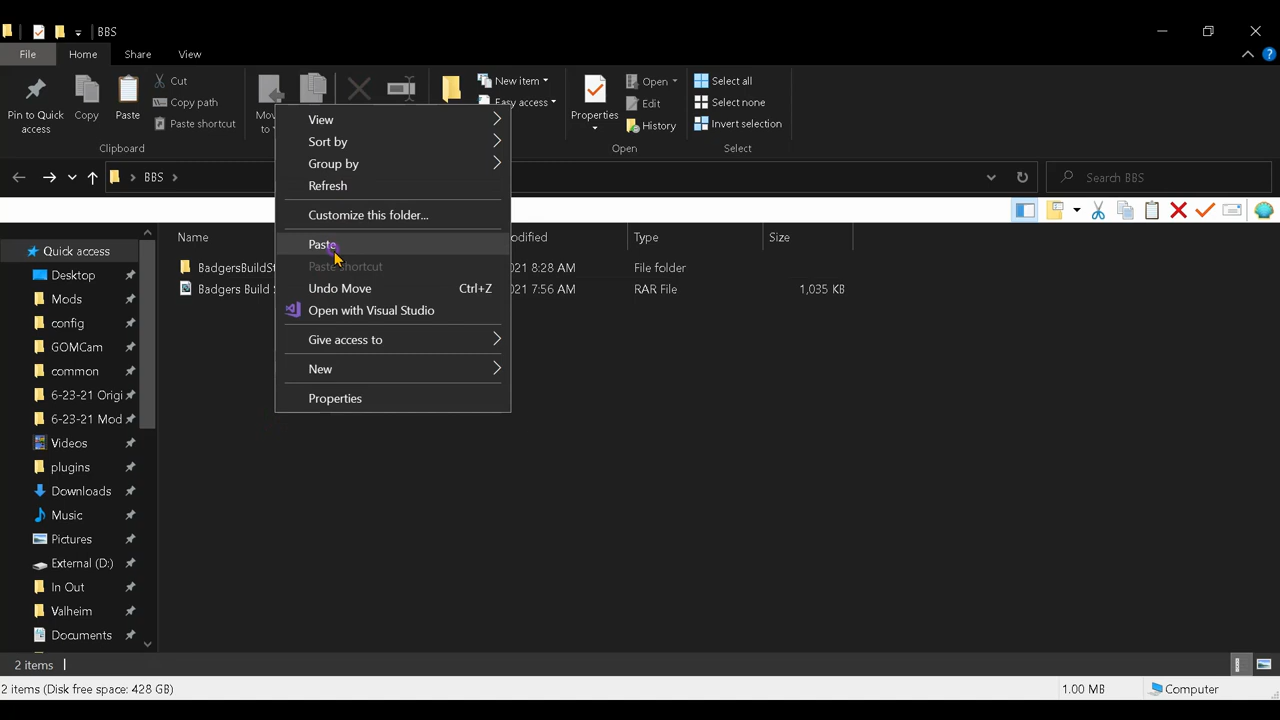 BBS
File Home Share View
Pin to Quick access
Copy
Paste
Cut
Copy path
Paste shortcut
Clipboard
New item
Easy access
Properties
Open
Edit
History
Open
Select all
Select none
Invert selection
Select
BBS
Search BBS
View
Sort by
Group by
Refresh
Customize this folder...
Paste
Paste shortcut
Undo Move Ctrl+Z
Open with Visual Studio
Give access to
New
Properties
Name Type Size
8:28 AM File folder
Badgers Build 7:56 AM RAR File 1,035 KB
Quick access
Desktop
Mods
config
GOMCam
common
6-23-21 Origi
6-23-21 Mod
Videos
plugins
Downloads
Music
Pictures
External (D:)
In Out
Valheim
Documents
2 items
2 items (Disk free space: 428 GB) 1.00 MB Computer